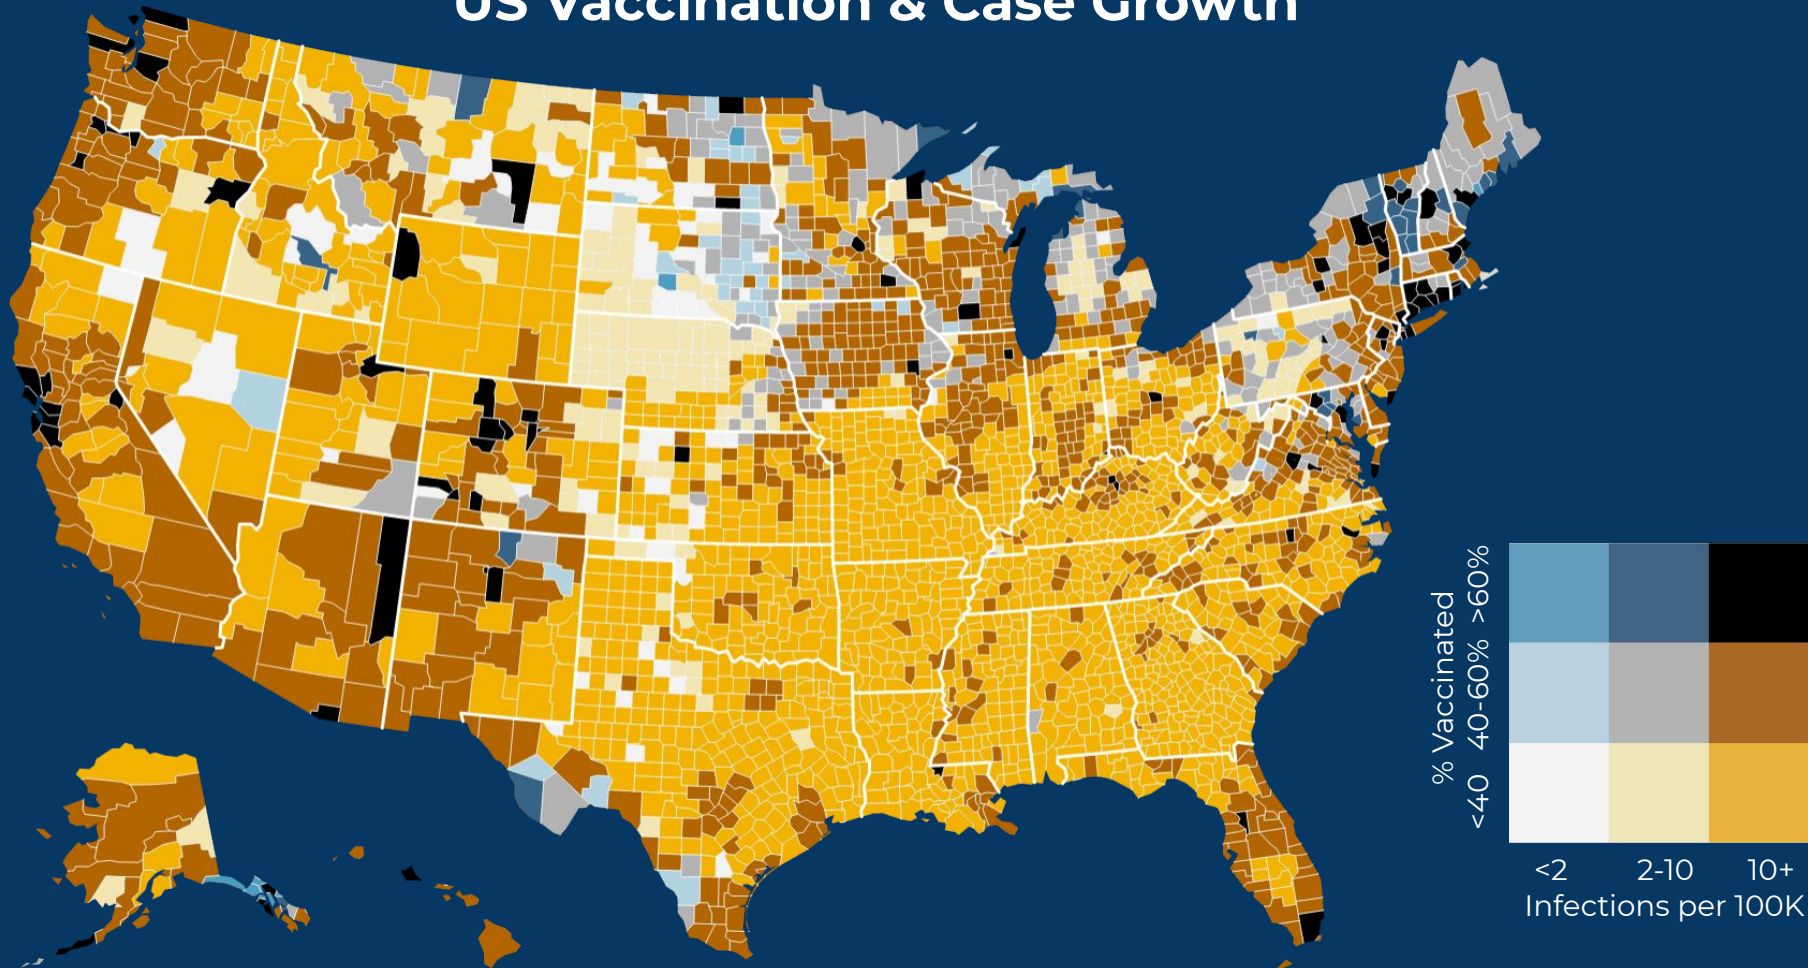 US Vaccination & Case Growth
% Vaccinated
>60%
40-60%
<40
<2
2-10
10+
Infections per 100K